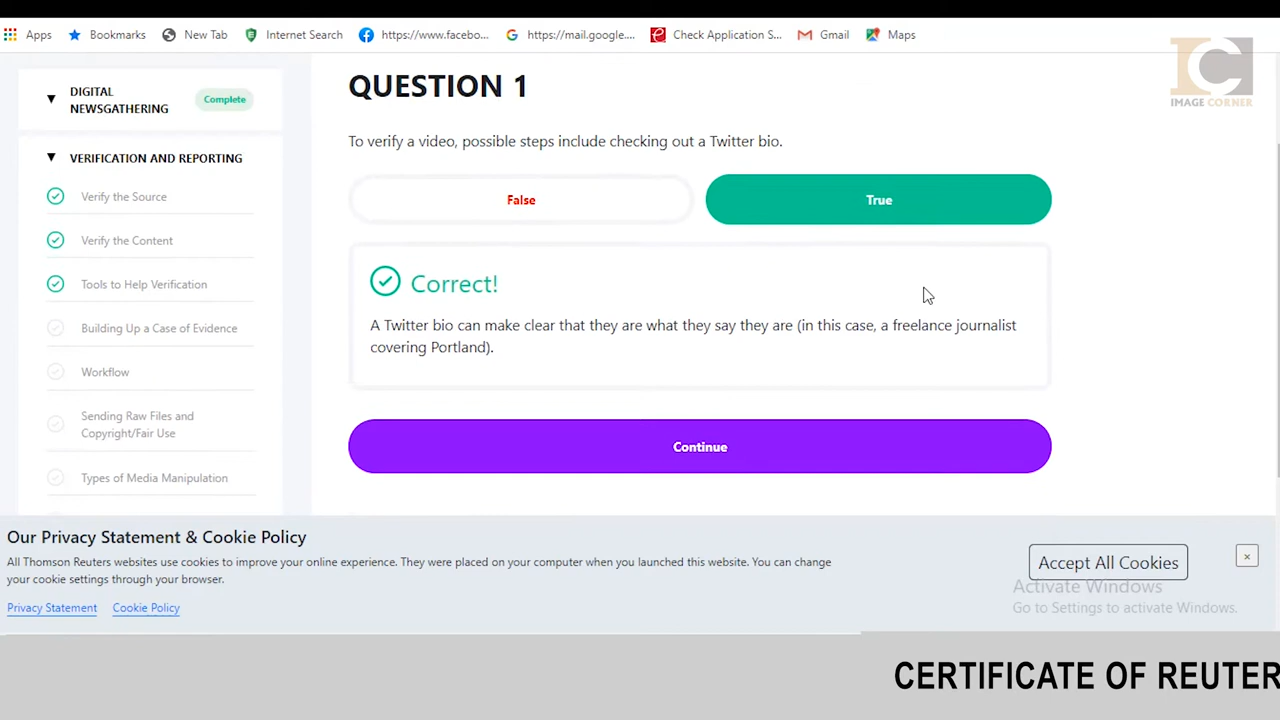 Apps
Bookmarks
New Tab
Internet Search
https://www.facebo...
https://mail.google....
Check Application S...
Gmail
Maps
IC
IMAGE CORNER
DIGITAL
NEWSGATHERING
Complete
VERIFICATION AND REPORTING
Verify the Source
Verify the Content
Tools to Help Verification
Building Up a Case of Evidence
Workflow
Sending Raw Files and
Copyright/Fair Use
Types of Media Manipulation
QUESTION 1
To verify a video, possible steps include checking out a Twitter bio.
False
True
Correct!
A Twitter bio can make clear that they are what they say they are (in this case, a freelance journalist
covering Portland).
Continue
Our Privacy Statement & Cookie Policy
All Thomson Reuters websites use cookies to improve your online experience. They were placed on your computer when you launched this website. You can change
your cookie settings through your browser.
Privacy Statement
Cookie Policy
Accept All Cookies
×
Activate Windows
Go to Settings to activate Windows.
CERTIFICATE OF REUTER